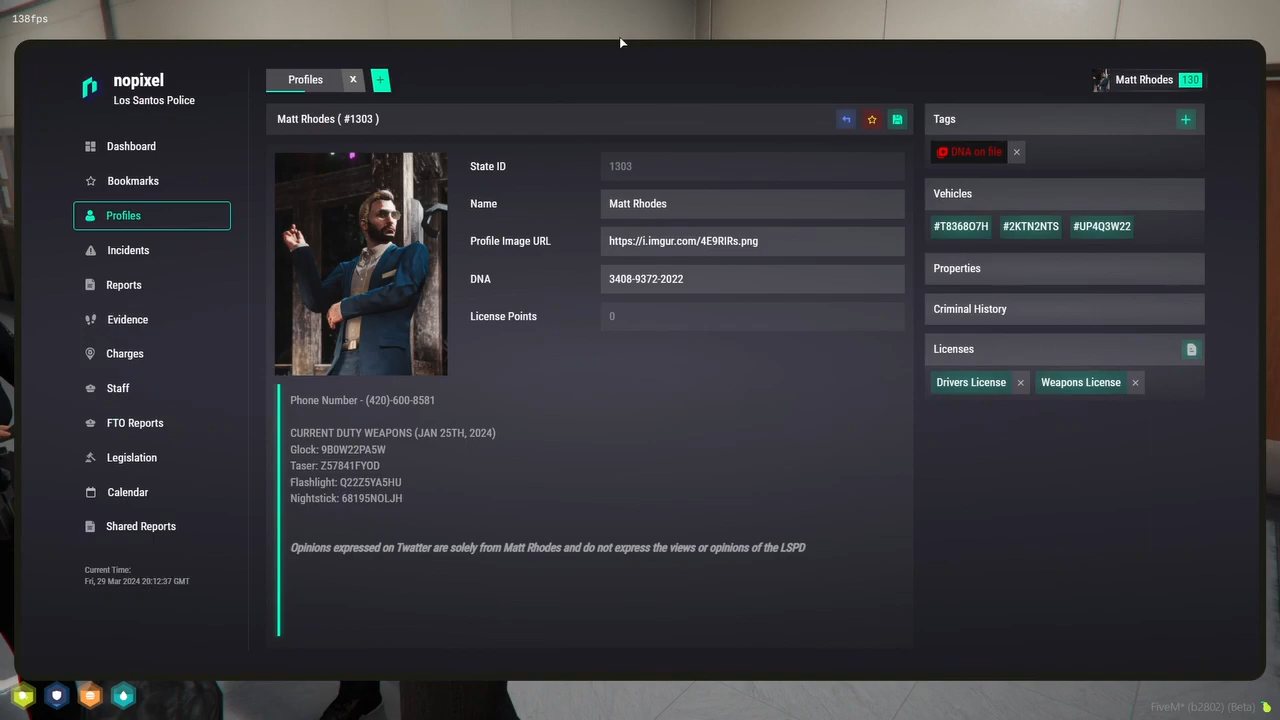 138fps
nopixel
Los Santos Police
Dashboard
Bookmarks
Profiles
Incidents
Reports
Evidence
Charges
Staff
FTO Reports
Legislation
Calendar
Shared Reports
Current Time:
Fri, 29 Mar 2024 20:12:37 GMT
Profiles x +
Matt Rhodes ( #1303 )
State ID 1303
Name Matt Rhodes
Profile Image URL https://i.imgur.com/4E9RIRs.png
DNA 3408-9372-2022
License Points 0
Phone Number - (420)-600-8581
CURRENT DUTY WEAPONS (JAN 25TH, 2024)
Glock: 9B0W22PA5W
Taser: Z57841FYOD
Flashlight: Q22Z5YA5HU
Nightstick: 68195NOLJH
Opinions expressed on Twatter are solely from Matt Rhodes and do not express the views or opinions of the LSPD
Matt Rhodes 130
Tags +
DNA on file ×
Vehicles
#T8368O7H #2KTN2NTS #UP4Q3W22
Properties
Criminal History
Licenses
Drivers License × Weapons License ×
FiveM* (b2802) (Beta)